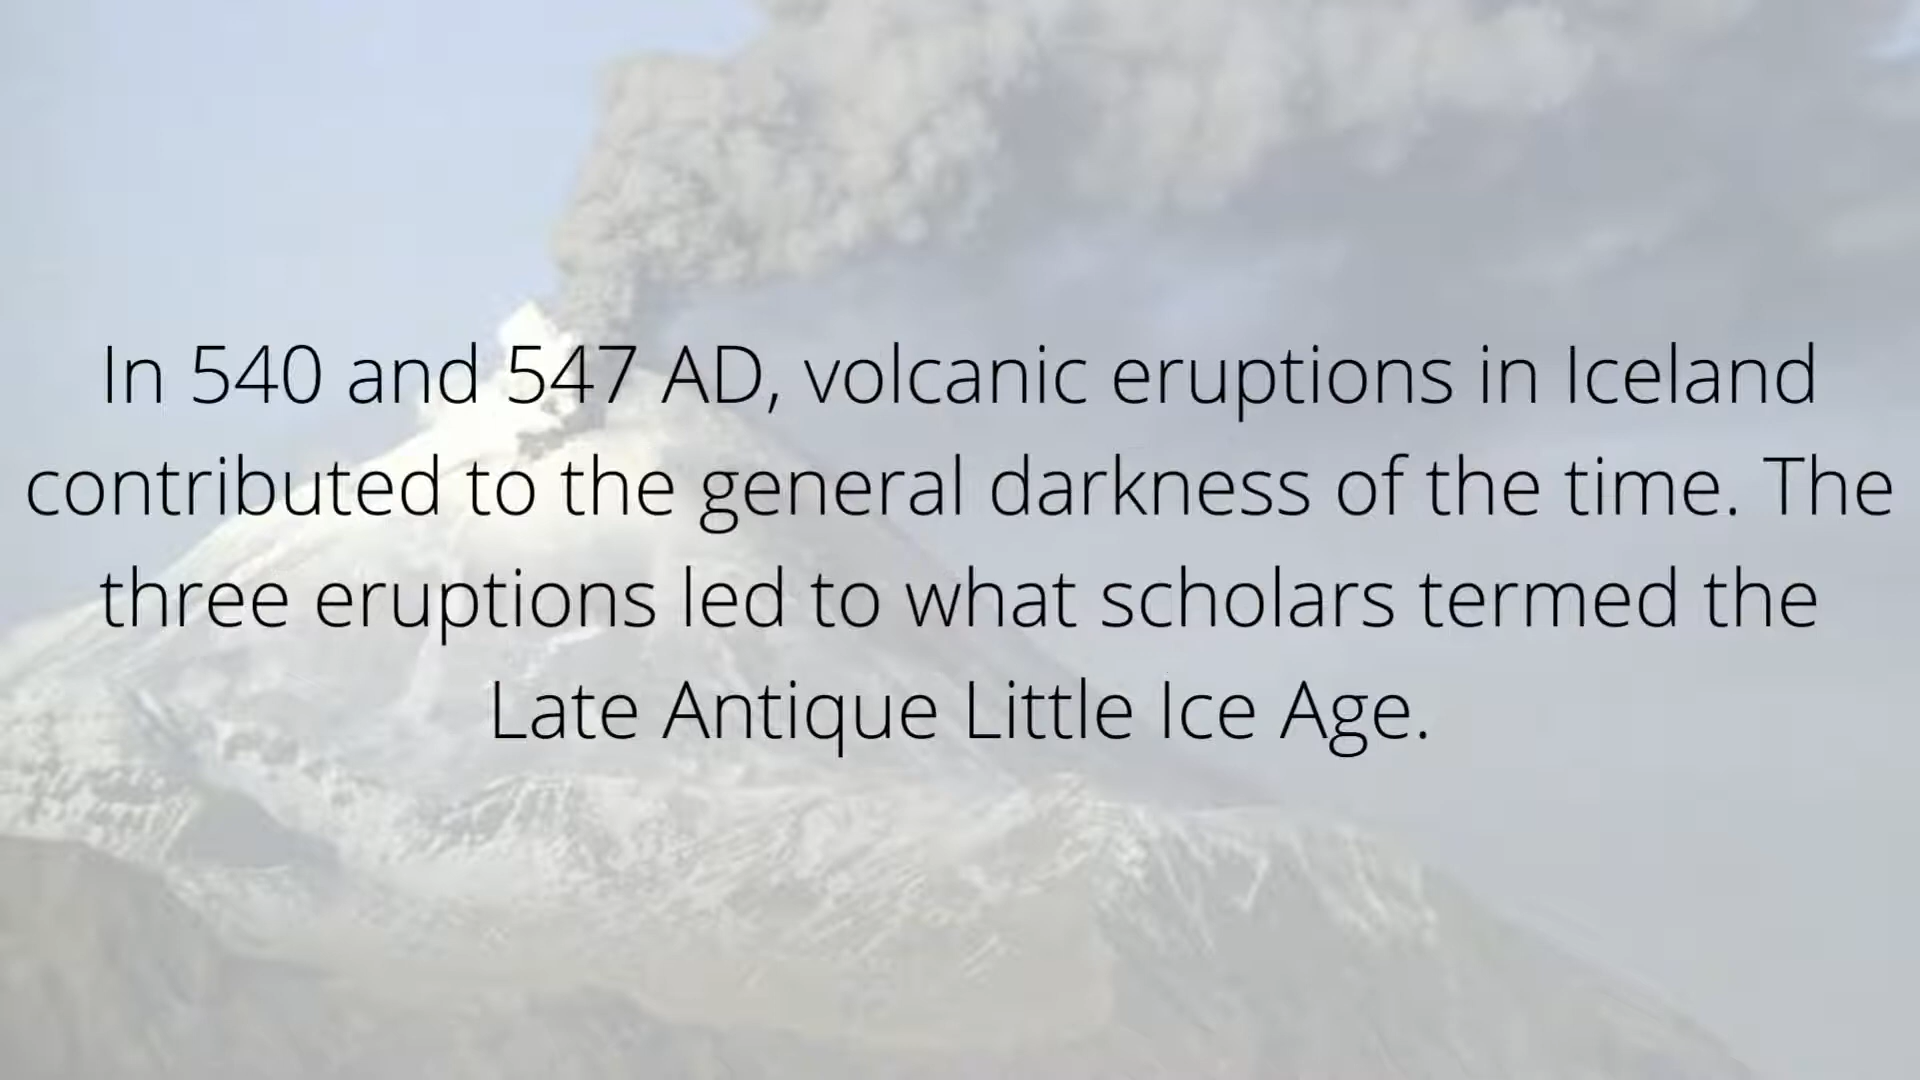 In 540 and 547 AD, volcanic eruptions in Iceland
contributed to the general darkness of the time. The
three eruptions led to what scholars termed the
Late Antique Little Ice Age.